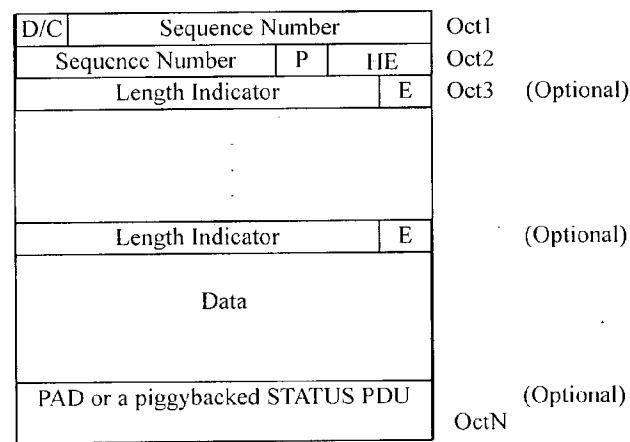 D/C Sequence Number Oct1
Sequence Number P HE Oct2
Length Indicator E Oct3 (Optional)
Length Indicator E (Optional)
Data
PAD or a piggybacked STATUS PDU (Optional)
OctN